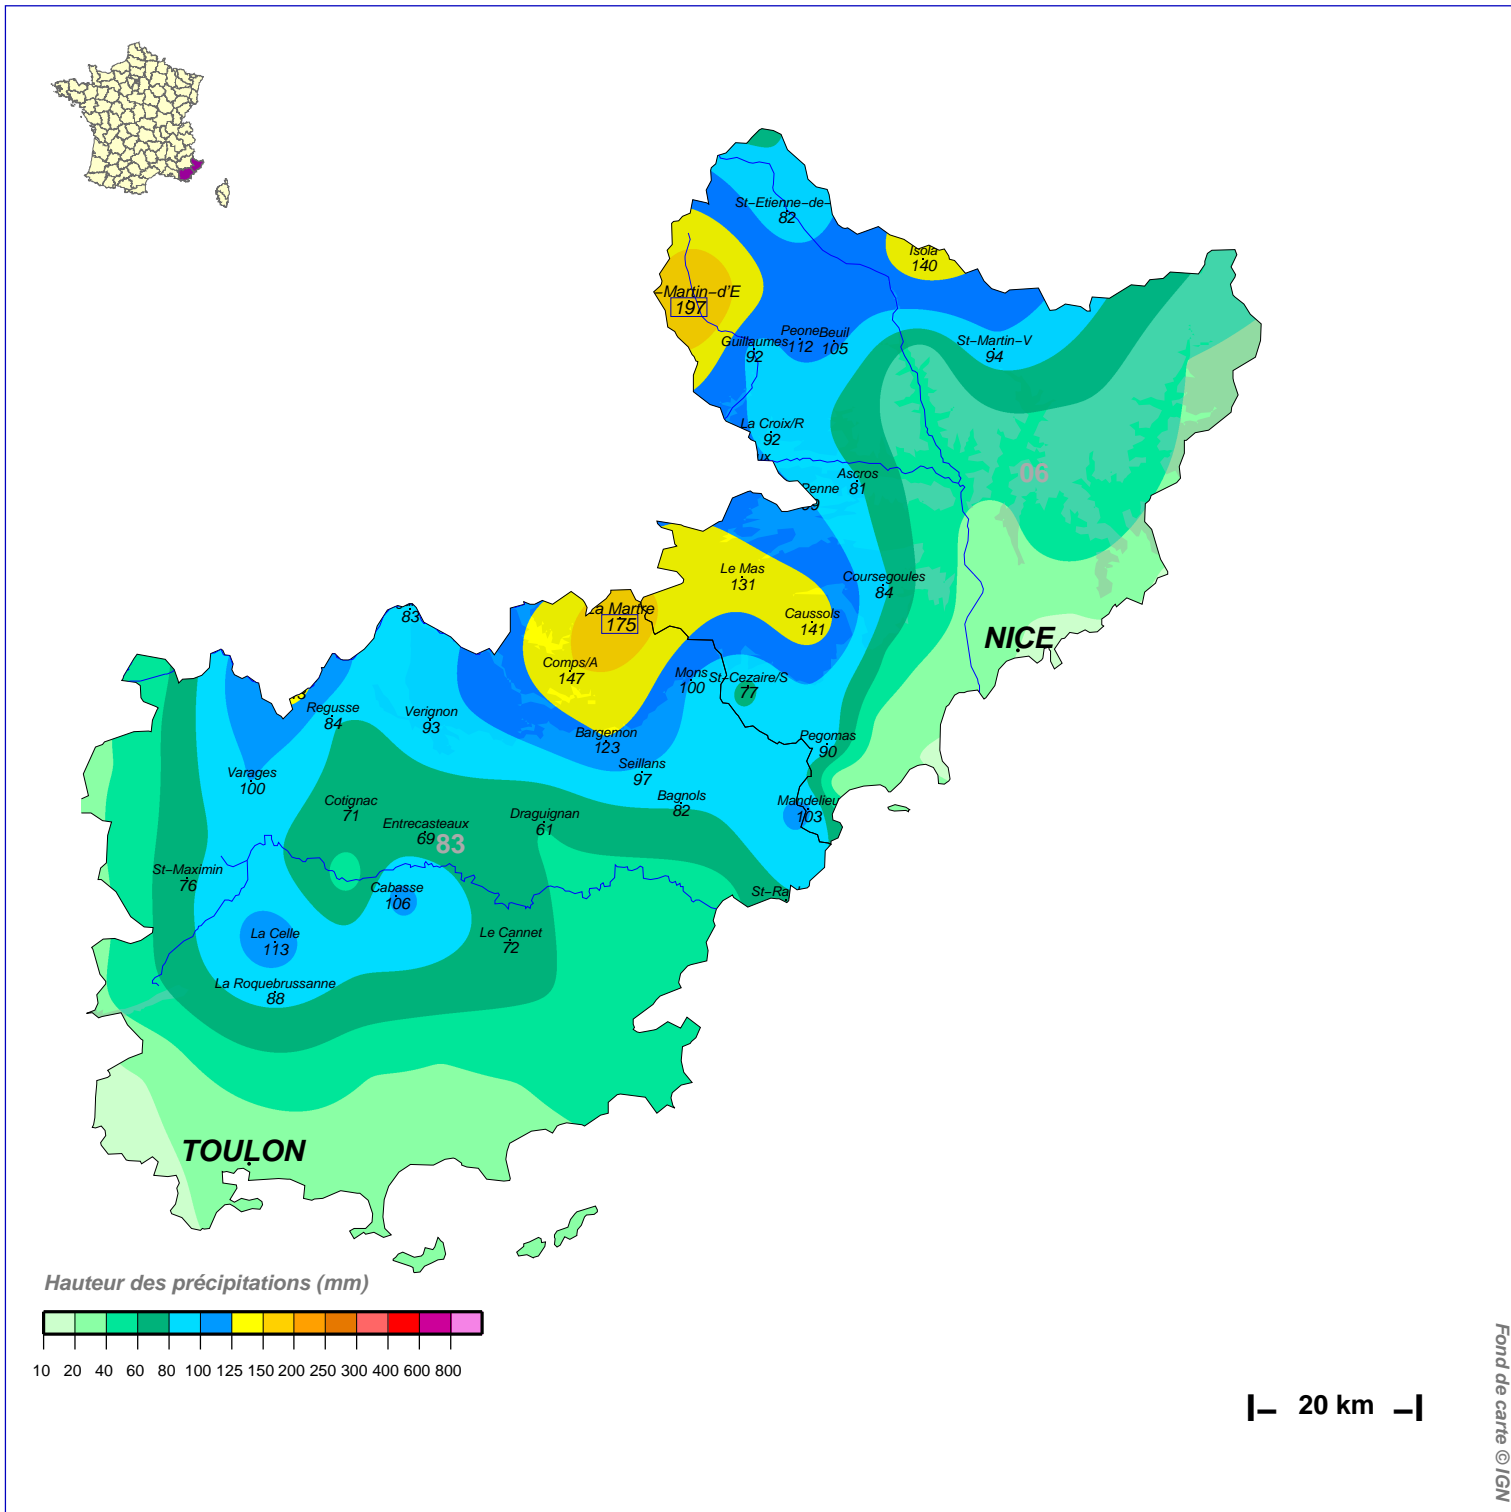 St-Etienne-de-
82
Isola
140
-Martin-d'E
197
Peone
112
Beuil
105
Guillaumes
92
St-Martin-V
94
La Croix/R
92
ux
Ascros
81
Penne
06
Le Mas
131
Coursegoules
84
Caussols
141
La Martre
175
83
NICE
Comps/A
147
Mons
100
St-Cezaire/S
77
Regusse
84
Verignon
93
Bargemon
123
Pegomas
90
Seillans
97
Varages
100
Bagnols
82
Mandelieu
103
Cotignac
71
Entrecasteaux
69
83
Draguignan
61
St-Maximin
76
Cabasse
106
St-Ra
La Celle
113
Le Cannet
72
La Roquebrussanne
88
TOULON
Hauteur des précipitations (mm)
10 20 40 60 80 100 125 150 200 250 300 400 600 800
20 km
Fond de carte © IGN